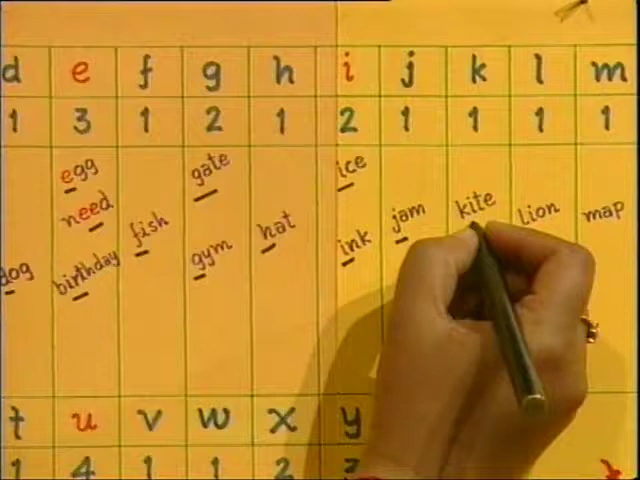 d e f g h i j k l m
1 3 1 2 1 2 1 1 1 1
egg gate ice
need fish hat jam kite lion map
dog birthday gym ink
t u v w x y
1 4 1 1 2 3